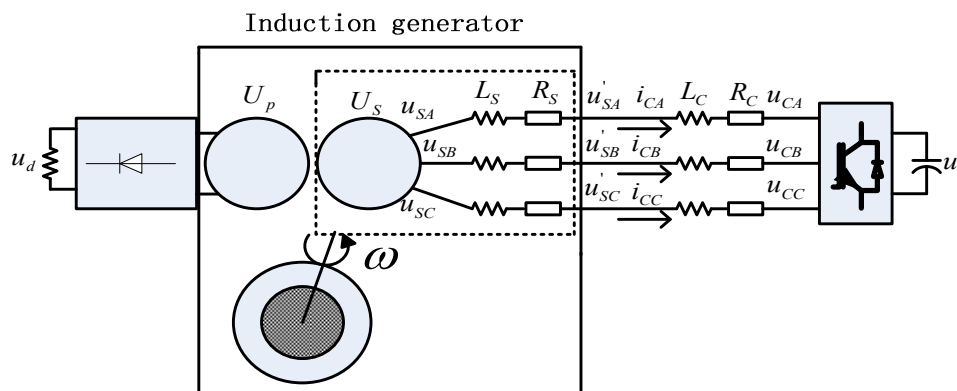 Induction generator
U_p
U_S
u_SA
L_S
R_S
u'_SA
i_CA
L_C
R_C
u_CA
u_d
u_SB
u'_SB
i_CB
u_CB
u
u_SC
u'_SC
i_CC
u_CC
ω